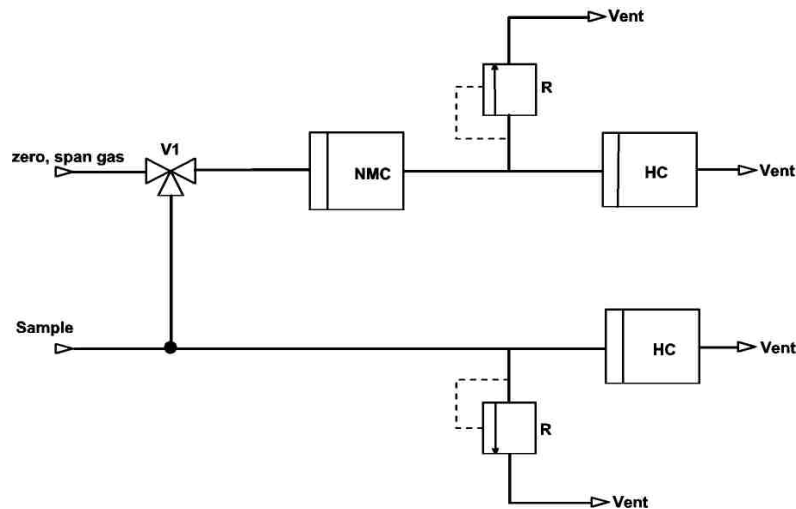 Vent
R
V1
zero, span gas
NMC
HC
Vent
Sample
HC
Vent
R
Vent